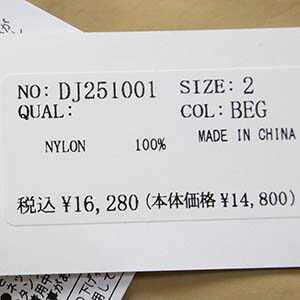 NO: DJ251001 SIZE: 2
QUAL: COL: BEG
NYLON 100% MADE IN CHINA
税込 ¥16,280 (本体価格 ¥14,800)